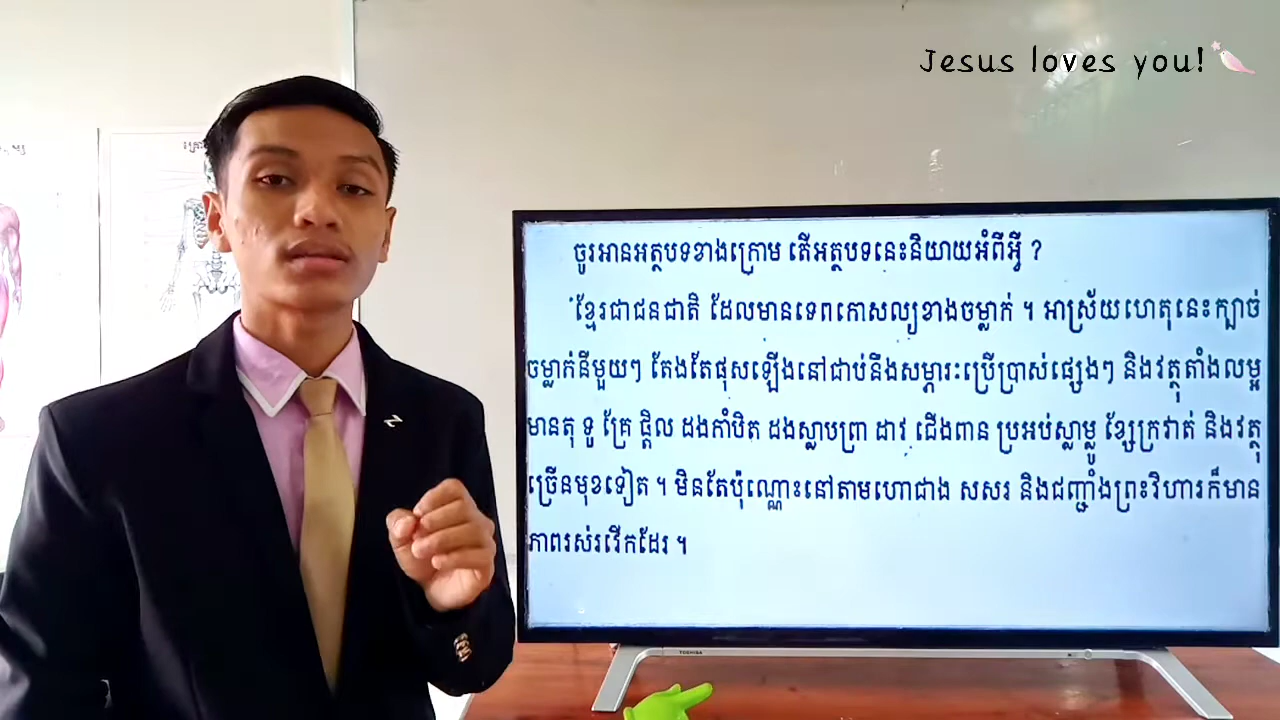 Jesus loves you!
ចូរអានអត្ថបទខាងក្រោម តើអត្ថបទនេះនិយាយអំពីអ្វី ?
ខ្មែរជាជនជាតិ ដែលមានទេពកោសល្យខាងចម្លាក់ ។ អាស្រ័យហេតុនេះក្បាច់
ចម្លាក់នីមួយៗ តែងតែផុសឡើងនៅជាប់នឹងសម្ភារៈប្រើប្រាស់ផ្សេងៗ និងវត្ថុតាំងលម្អ
មានតុ ទូ គ្រែ ផ្តិល ដងកាំបិត ដងស្លាបព្រា ដាវ ជើងពាន ប្រអប់ស្លាម្លូ ខ្សែក្រវាត់ និងវត្ថុ
ច្រើនមុខទៀត ។ មិនតែប៉ុណ្ណោះនៅតាមហោជាង សសរ និងជញ្ជាំងព្រះវិហារក៏មាន
ភាពរស់រវើកដែរ ។
TOSHIBA